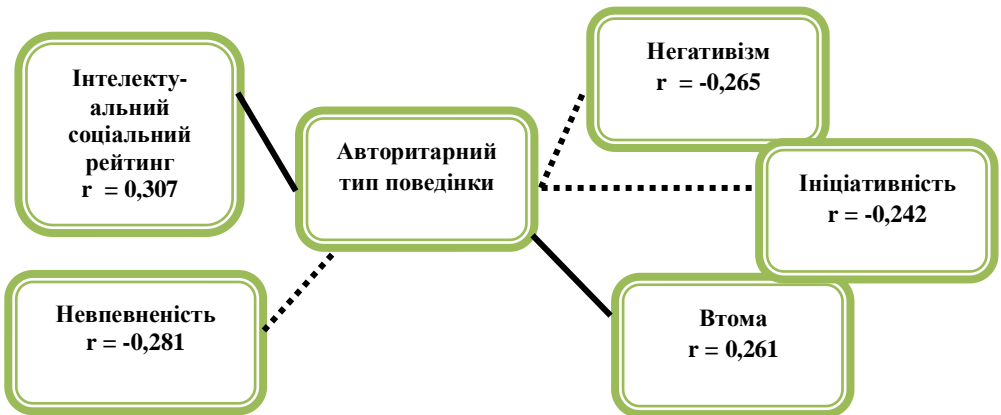 Інтелекту-
альний
соціальний
рейтинг
r = 0,307
Авторитарний
тип поведінки
Негативізм
r = -0,265
Ініціативність
r = -0,242
Невпевненість
r = -0,281
Втома
r = 0,261